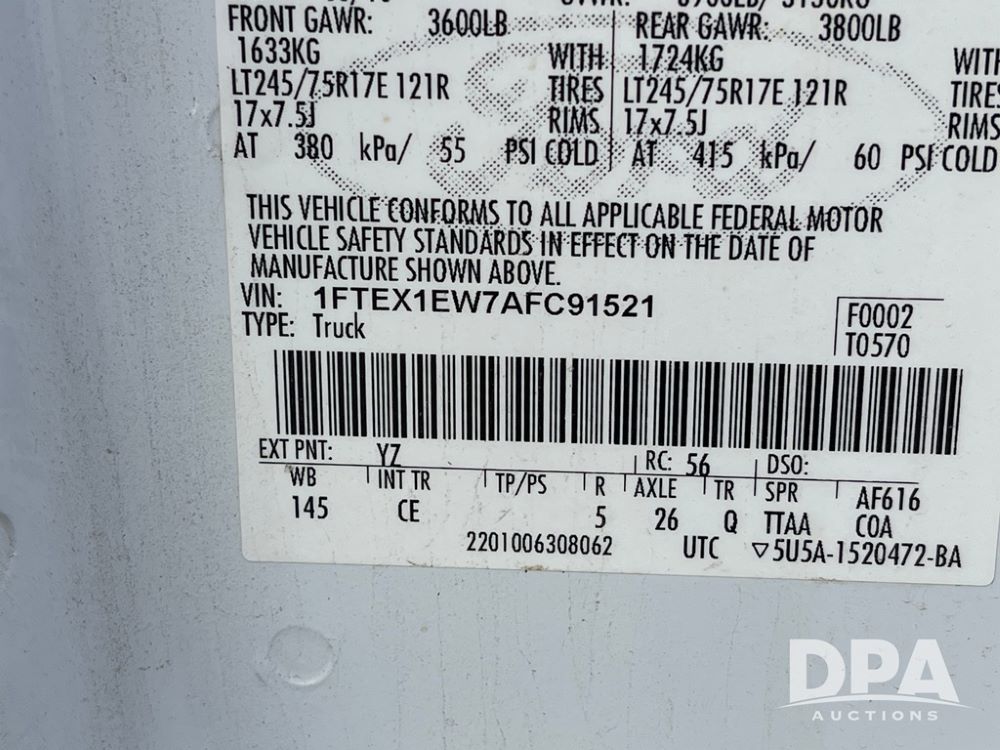 FRONT GAWR: 3600LB REAR GAWR: 3800LB
1633KG WITH 1724KG
LT245/75R17E 121R TIRES LT245/75R17E 121R
17x7.5J RIMS 17x7.5J RIMS
AT 380 kPa/ 55 PSI COLD AT 415 kPa/ 60 PSI COLD
THIS VEHICLE CONFORMS TO ALL APPLICABLE FEDERAL MOTOR
VEHICLE SAFETY STANDARDS IN EFFECT ON THE DATE OF
MANUFACTURE SHOWN ABOVE.
VIN: 1FTEX1EW7AFC91521
F0002
TYPE: Truck
T0570
EXT PNT: YZ RC: 56 DSO:
WB INT TR TP/PS R AXLE TR SPR AF616
145 CE 5 26 Q TTAA COA
2201006308062 UTC ▽5U5A-1520472-BA
DPA
AUCTIONS